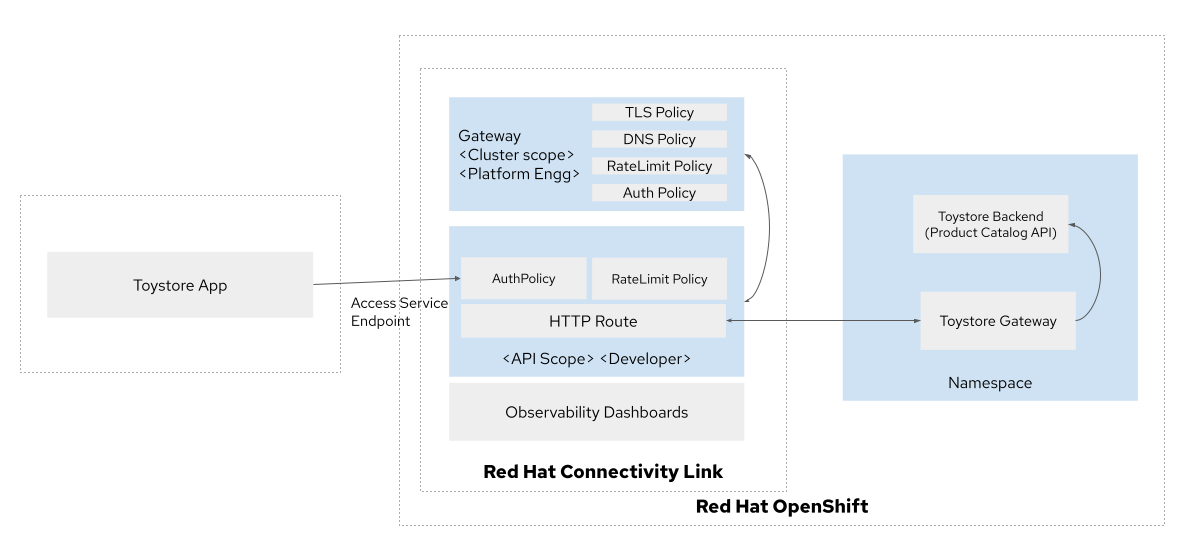 Toystore App
Access Service
Endpoint
Gateway
<Cluster scope>
<Platform Engg>
TLS Policy
DNS Policy
RateLimit Policy
Auth Policy
AuthPolicy
RateLimit Policy
HTTP Route
<API Scope> <Developer>
Observability Dashboards
Red Hat Connectivity Link
Toystore Backend
(Product Catalog API)
Toystore Gateway
Namespace
Red Hat OpenShift